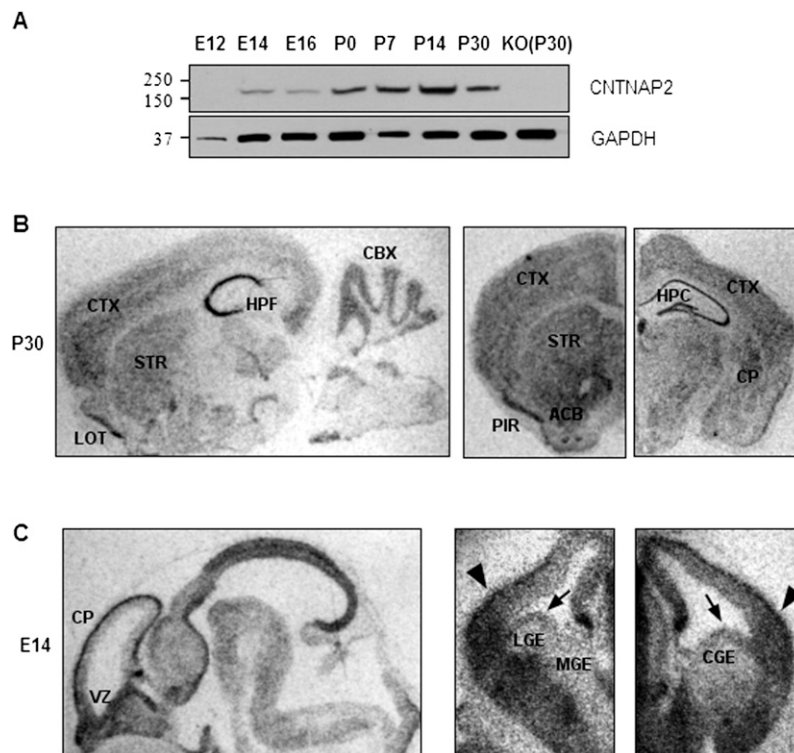 A
E12 E14 E16 P0 P7 P14 P30 KO(P30)
250
150
CNTNAP2
37
GAPDH
B
P30
CTX
STR
LOT
HPF
CBX
CTX
STR
ACB
PIR
HPC
CTX
CP
C
E14
CP
VZ
LGE
MGE
CGE